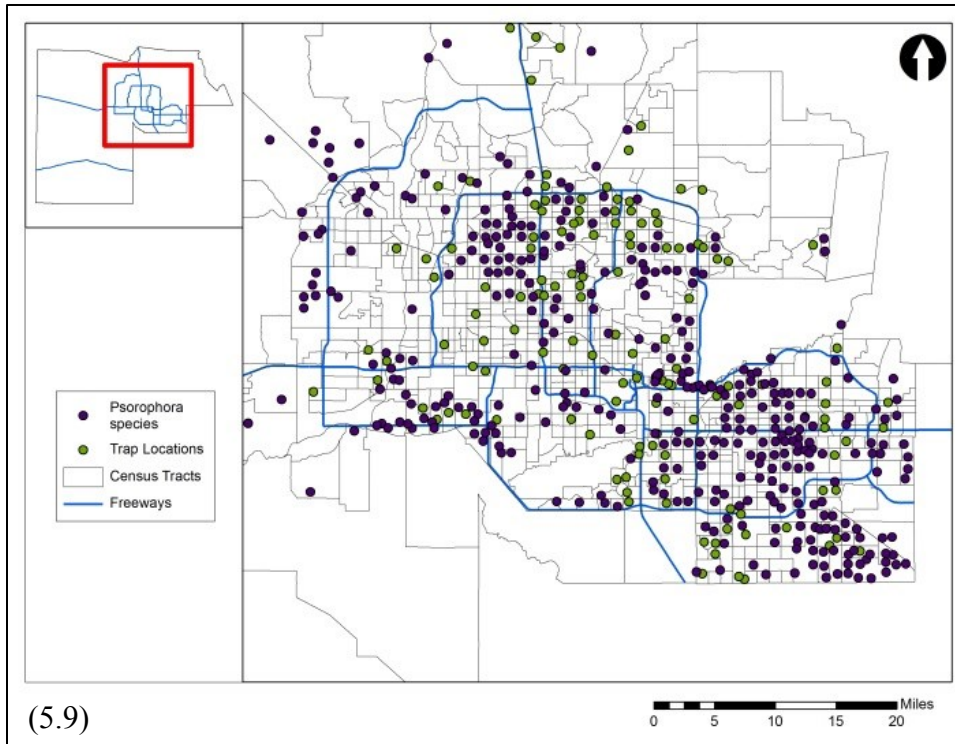 Psorophora
species
Trap Locations
Census Tracts
Freeways
(5.9)
Miles
0 5 10 15 20